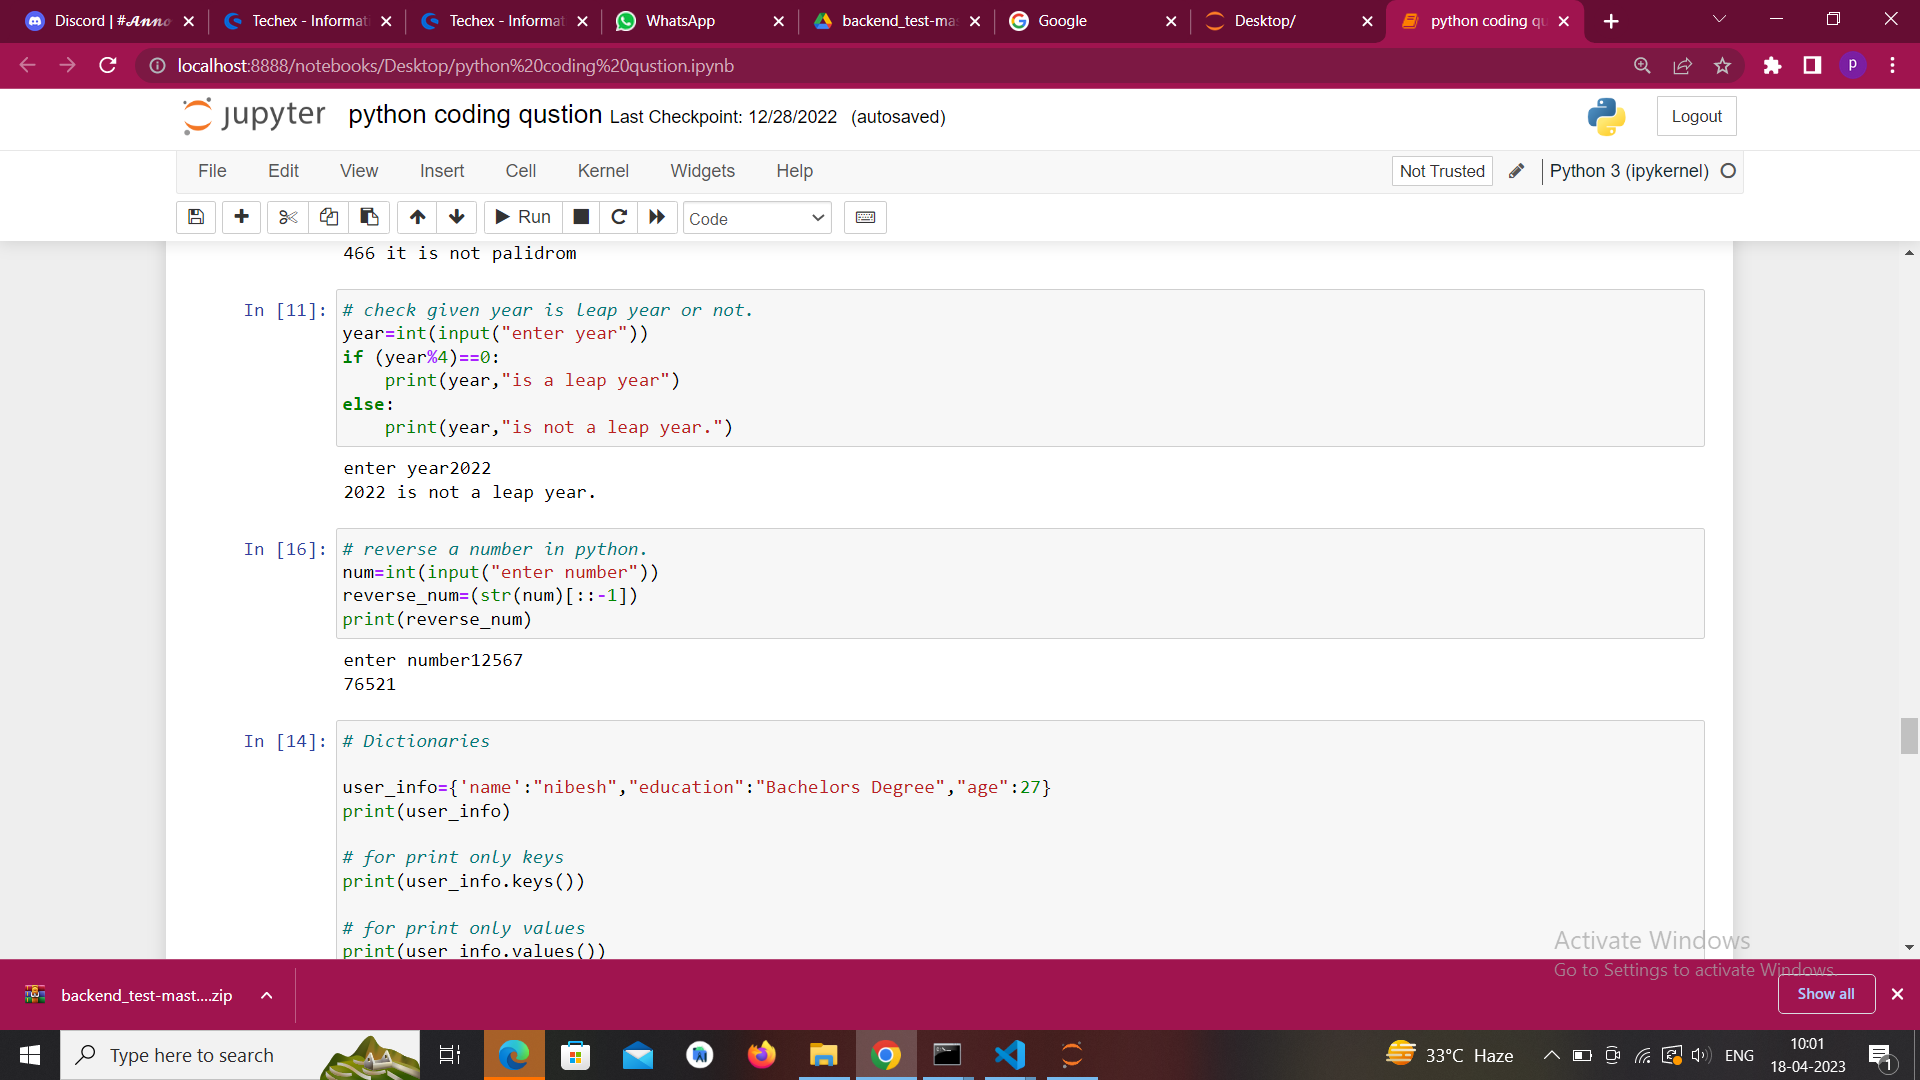 Discord | #𝓐𝓷𝓷𝓸
Techex - Informati
Techex - Informat
WhatsApp
backend_test-mas
Google
Desktop/
python coding qu
localhost:8888/notebooks/Desktop/python%20coding%20qustion.ipynb
P
jupyter python coding qustion Last Checkpoint: 12/28/2022 (autosaved)
Logout
File Edit View Insert Cell Kernel Widgets Help
Not Trusted
Python 3 (ipykernel)
Run
Code
466 it is not palidrom
In [11]: # check given year is leap year or not.
year=int(input("enter year"))
if (year%4)==0:
print(year,"is a leap year")
else:
print(year,"is not a leap year.")
enter year2022
2022 is not a leap year.
In [16]: # reverse a number in python.
num=int(input("enter number"))
reverse_num=(str(num)[::-1])
print(reverse_num)
enter number12567
76521
In [14]: # Dictionaries
user_info={'name':"nibesh","education":"Bachelors Degree","age":27}
print(user_info)
# for print only keys
print(user_info.keys())
# for print only values
print(user_info.values())
Activate Windows
Go to Settings to activate Windows.
backend_test-mast....zip
Show all
Type here to search
33°C Haze
ENG
10:01
18-04-2023
1